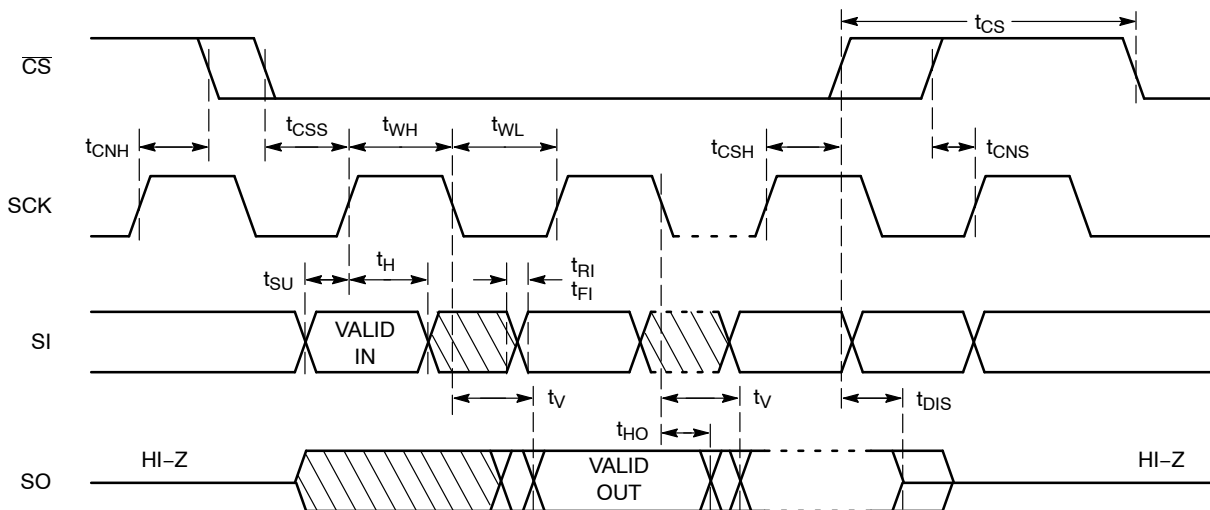 tCS
CS
tCNH
tCSS
tWH
tWL
tCSH
tCNS
SCK
tSU
tH
tRI
tFI
SI
VALID
IN
tV
tV
tDIS
tHO
HI–Z
VALID
OUT
HI–Z
SO